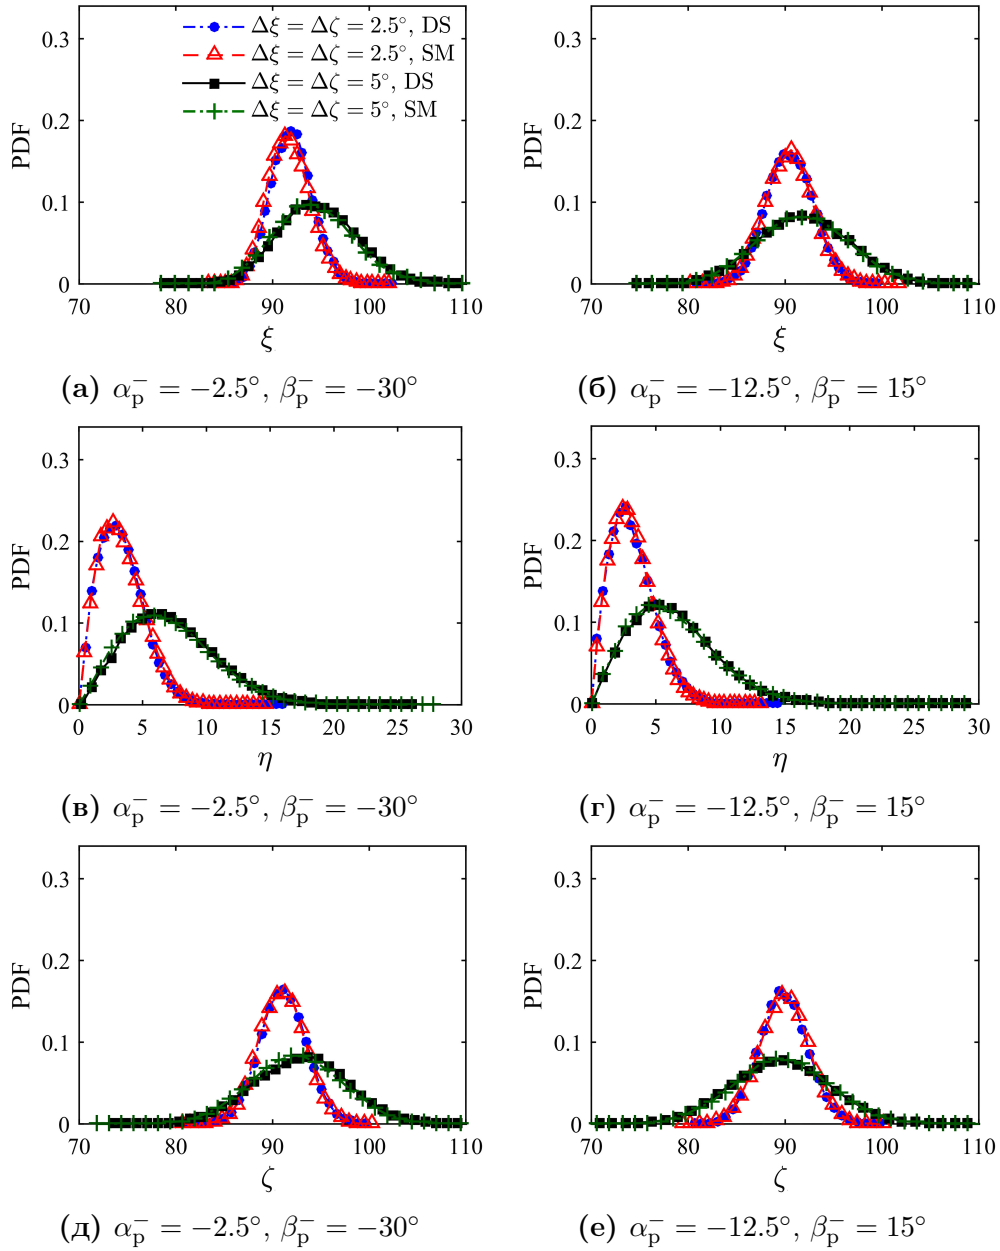 0.3
0.2
0.1
0
PDF
Δξ = Δζ = 2.5°, DS
Δξ = Δζ = 2.5°, SM
Δξ = Δζ = 5°, DS
Δξ = Δζ = 5°, SM
70 80 90 100 110
ξ
(а) α_p^− = −2.5°, β_p^− = −30°
0.3
0.2
0.1
0
PDF
70 80 90 100 110
ξ
(б) α_p^− = −12.5°, β_p^− = 15°
0.3
0.2
0.1
0
PDF
0 5 10 15 20 25 30
η
(в) α_p^− = −2.5°, β_p^− = −30°
0.3
0.2
0.1
0
PDF
0 5 10 15 20 25 30
η
(г) α_p^− = −12.5°, β_p^− = 15°
0.3
0.2
0.1
0
PDF
70 80 90 100 110
ζ
(д) α_p^− = −2.5°, β_p^− = −30°
0.3
0.2
0.1
0
PDF
70 80 90 100 110
ζ
(е) α_p^− = −12.5°, β_p^− = 15°